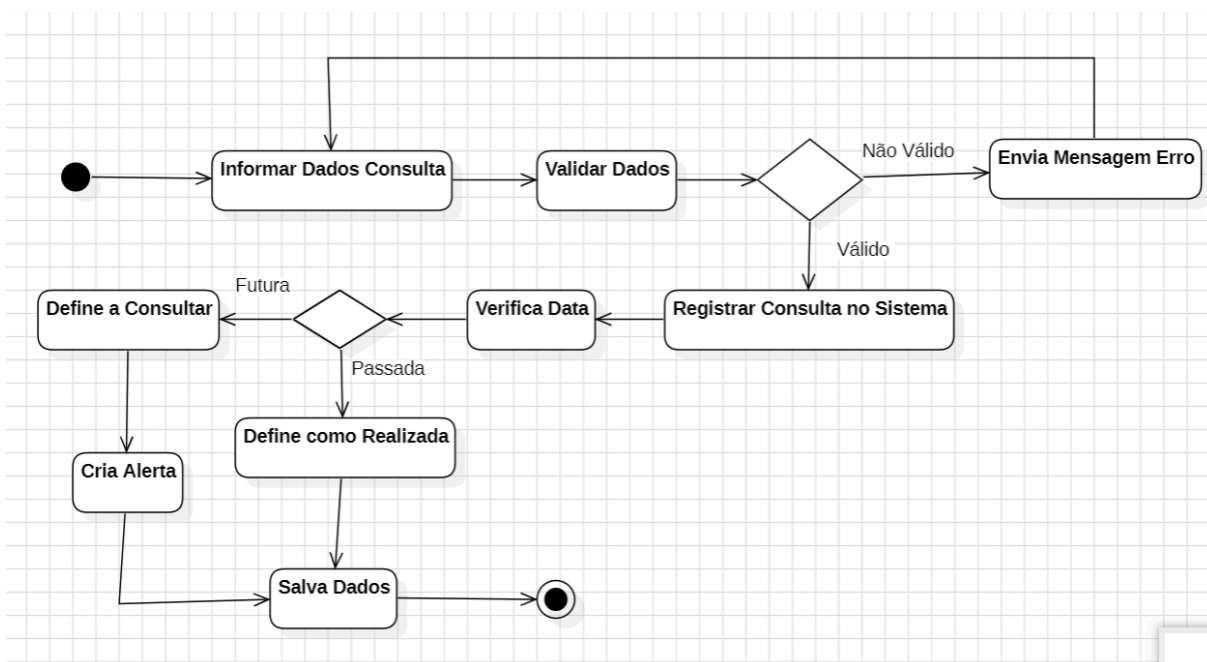 Informar Dados Consulta
Validar Dados
Não Válido
Envia Mensagem Erro
Válido
Futura
Define a Consultar
Verifica Data
Registrar Consulta no Sistema
Passada
Define como Realizada
Cria Alerta
Salva Dados